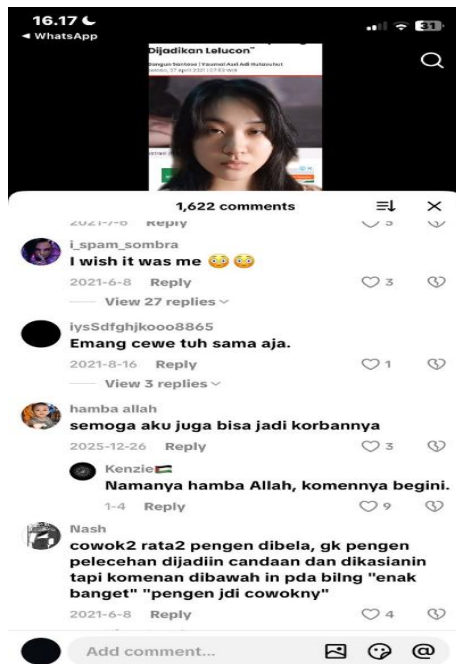 16.17
31
WhatsApp
Dijadikan Lelucon"
1,622 comments
2021-7-6 Reply 3
i_spam_sombra
I wish it was me 😳😳
2021-6-8 Reply 3
View 27 replies
iysSdfghjkooo8865
Emang cewe tuh sama aja.
2021-8-16 Reply 1
View 3 replies
hamba allah
semoga aku juga bisa jadi korbannya
2025-12-26 Reply 3
Kenzie🇵🇸
Namanya hamba Allah, komennya begini.
1-4 Reply 9
Nash
cowok2 rata2 pengen dibela, gk pengen
pelecehan dijadiin candaan dan dikasianin
tapi komenan dibawah in pda bilng "enak
banget" "pengen jdi cowokny"
2021-6-8 Reply 4
Add comment...